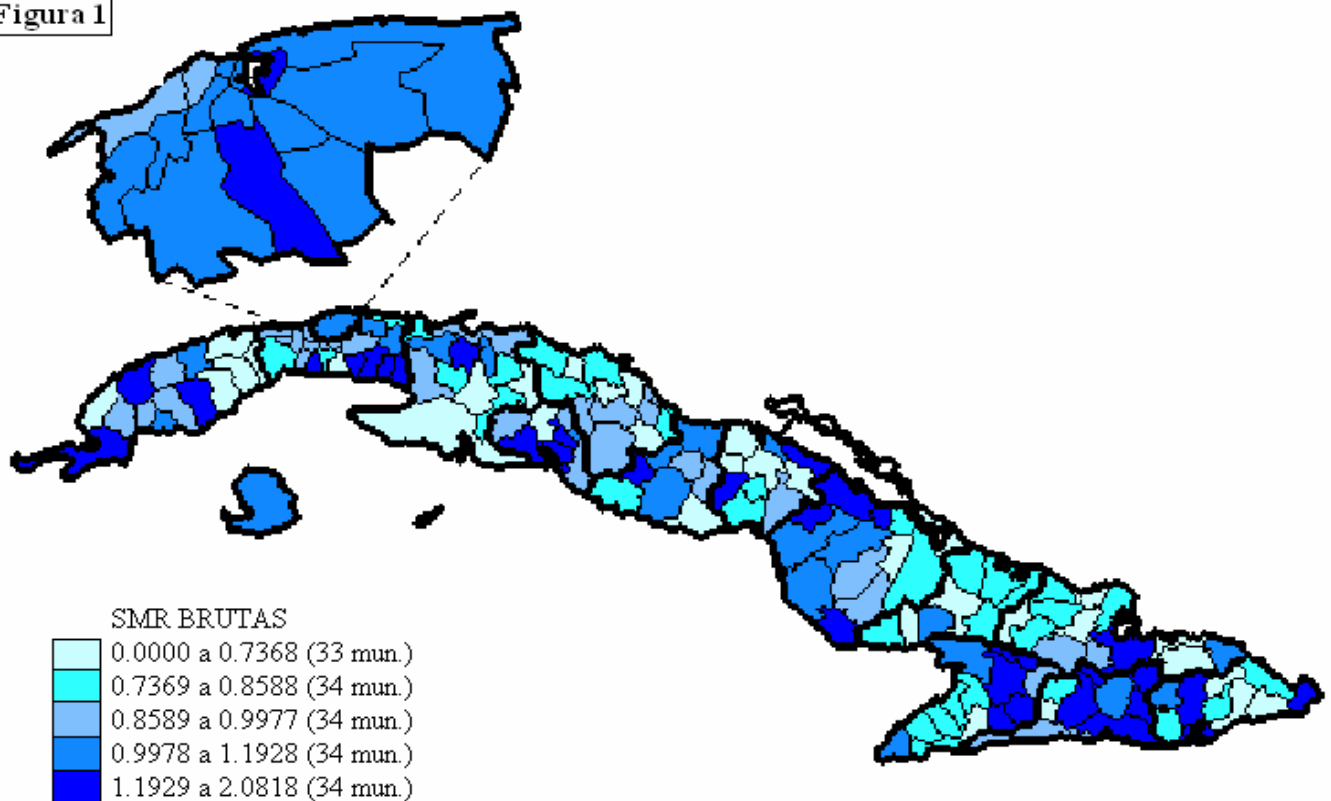 Figura 1
SMR BRUTAS
0.0000 a 0.7368 (33 mun.)
0.7369 a 0.8588 (34 mun.)
0.8589 a 0.9977 (34 mun.)
0.9978 a 1.1928 (34 mun.)
1.1929 a 2.0818 (34 mun.)